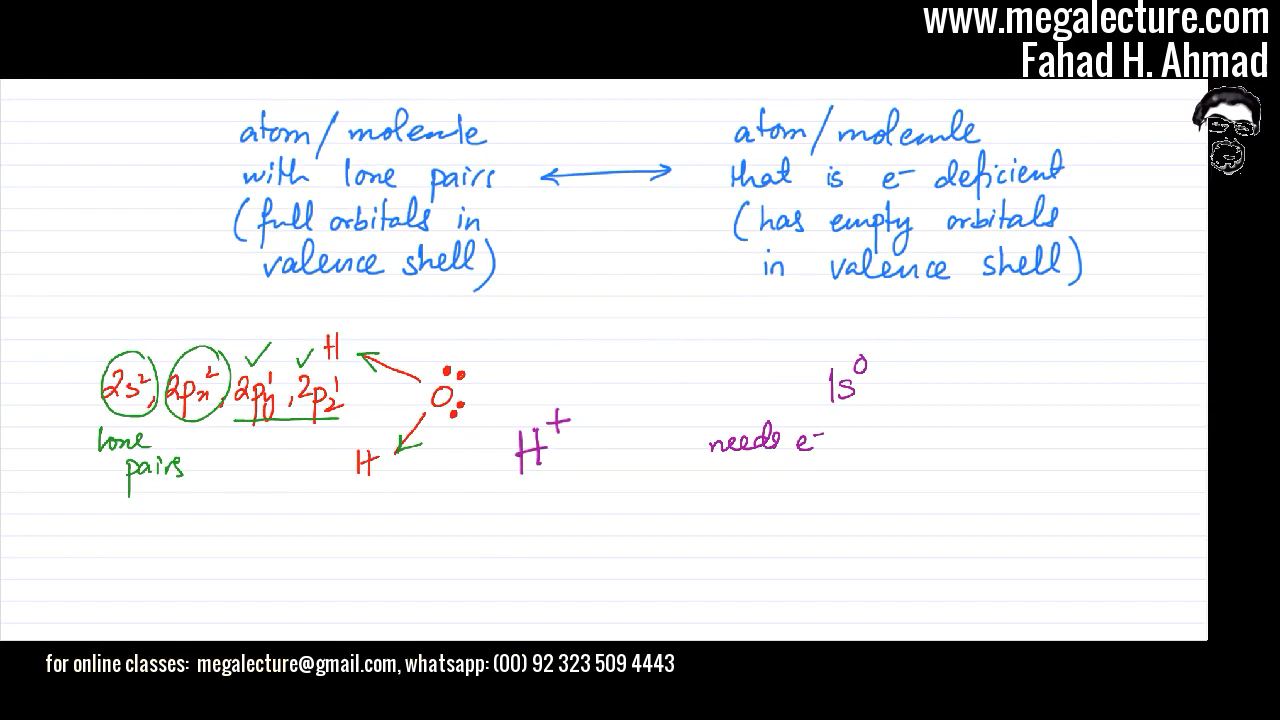 www.megalecture.com
Fahad H. Ahmad
atom/molecule
with lone pairs
(full orbitals in
valence shell)
atom/molecule
that is e⁻ deficient
(has empty orbitals
in valence shell)
2s², 2pₓ², 2py¹, 2pz¹
lone
pairs
H
O
H
H⁺
1s⁰
needs e⁻
for online classes: megalecture@gmail.com, whatsapp: (00) 92 323 509 4443